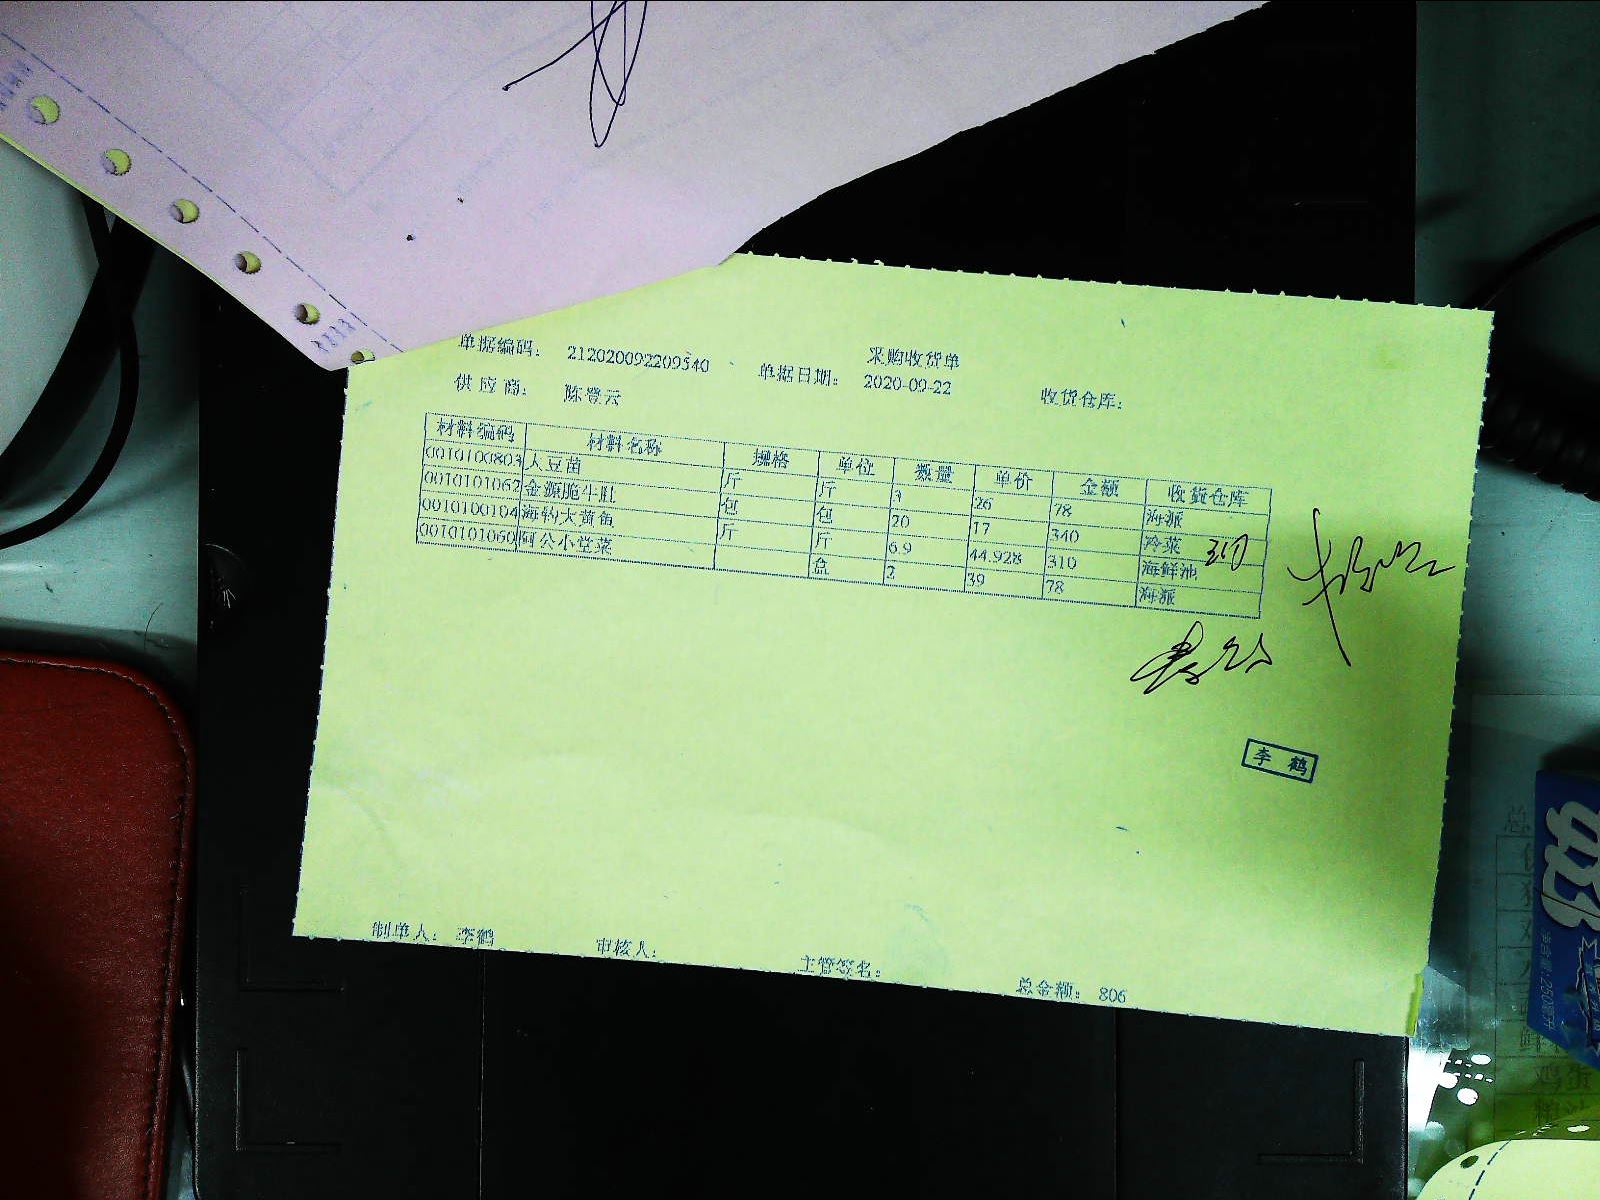 采购收货单
单据编码： 212020092209540 单据日期： 2020-09-22 收货仓库：
供应商： 陈登云
材料编码 材料名称 规格 单位 数量 单价 金额 收货仓库
0010100803 人豆苗 斤 斤 3 26 78 海派
0010101062 金源脆牛肚 包 包 20 17 340 冷菜
0010100104 海钓大黄鱼 斤 斤 6.9 44.928 310 海鲜池 310
0010101060 阿公小堂菜 盒 2 39 78 海派
李鹤
制单人： 李鹤 审核人： 主管签名： 总金额： 806